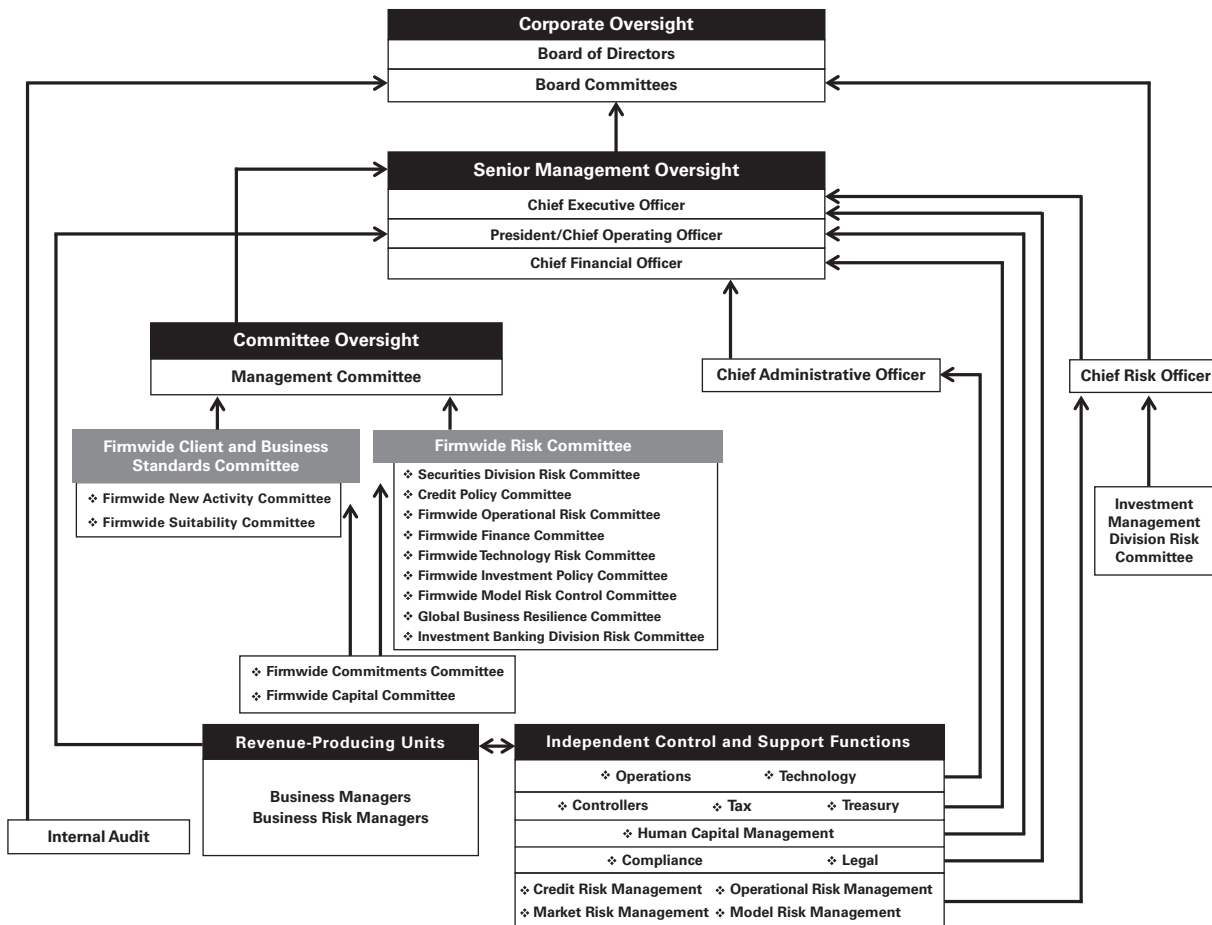 Corporate Oversight
Board of Directors
Board Committees
Senior Management Oversight
Chief Executive Officer
President/Chief Operating Officer
Chief Financial Officer
Committee Oversight
Management Committee
Chief Administrative Officer
Chief Risk Officer
Firmwide Client and Business
Standards Committee
❖ Firmwide New Activity Committee
❖ Firmwide Suitability Committee
Firmwide Risk Committee
❖ Securities Division Risk Committee
❖ Credit Policy Committee
❖ Firmwide Operational Risk Committee
❖ Firmwide Finance Committee
❖ Firmwide Technology Risk Committee
❖ Firmwide Investment Policy Committee
❖ Firmwide Model Risk Control Committee
❖ Global Business Resilience Committee
❖ Investment Banking Division Risk Committee
Investment
Management
Division Risk
Committee
❖ Firmwide Commitments Committee
❖ Firmwide Capital Committee
Revenue-Producing Units
Business Managers
Business Risk Managers
Independent Control and Support Functions
❖ Operations ❖ Technology
❖ Controllers ❖ Tax ❖ Treasury
❖ Human Capital Management
❖ Compliance ❖ Legal
❖ Credit Risk Management ❖ Operational Risk Management
❖ Market Risk Management ❖ Model Risk Management
Internal Audit